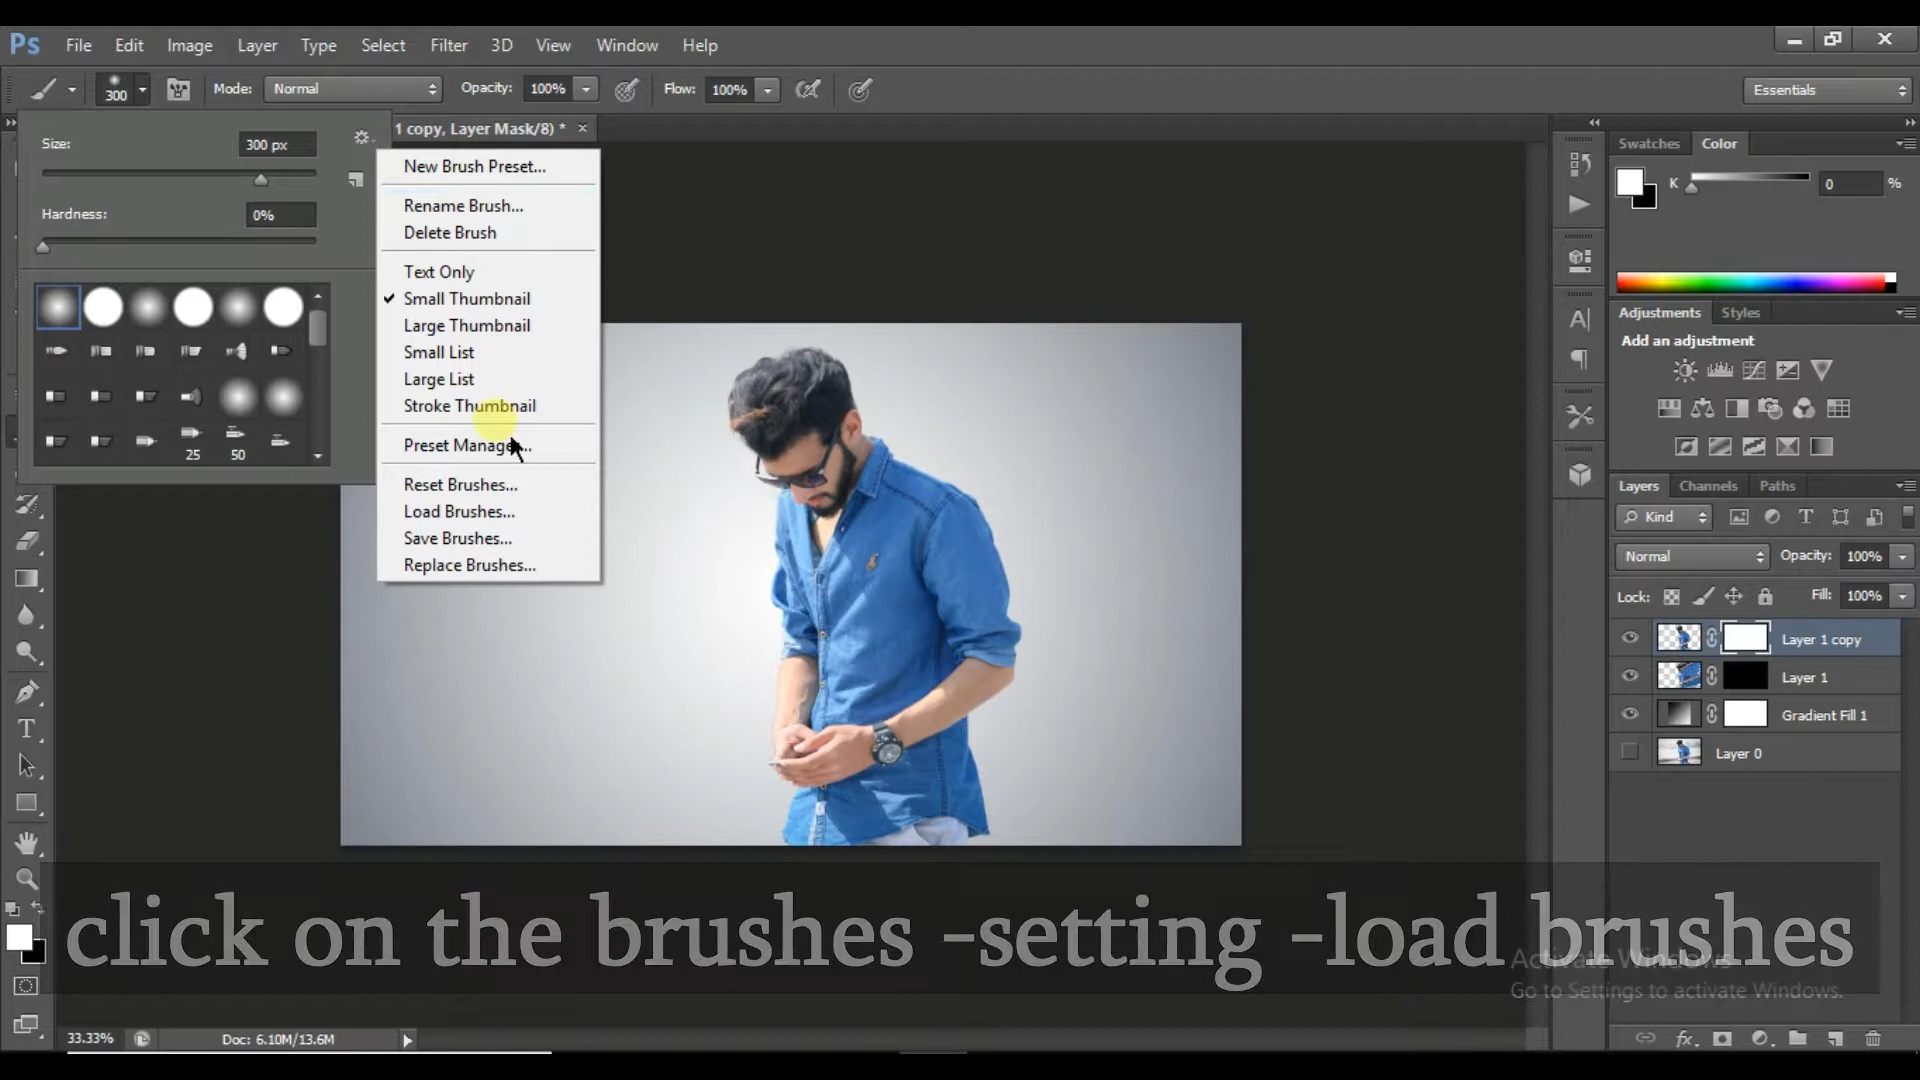 Ps File Edit Image Layer Type Select Filter 3D View Window Help
300 Mode: Normal Opacity: 100% Flow: 100% Essentials
1 copy, Layer Mask/8) * ×
Size: 300 px
Hardness: 0%
25 50
New Brush Preset...
Rename Brush...
Delete Brush
Text Only
Small Thumbnail
Large Thumbnail
Small List
Large List
Stroke Thumbnail
Preset Manage...
Reset Brushes...
Load Brushes...
Save Brushes...
Replace Brushes...
Swatches Color
K 0 %
Adjustments Styles
Add an adjustment
Layers Channels Paths
Kind
Normal Opacity: 100%
Lock: Fill: 100%
Layer 1 copy
Layer 1
Gradient Fill 1
Layer 0
click on the brushes -setting -load brushes
Activate Windows
Go to Settings to activate Windows.
33.33% Doc: 6.10M/13.6M